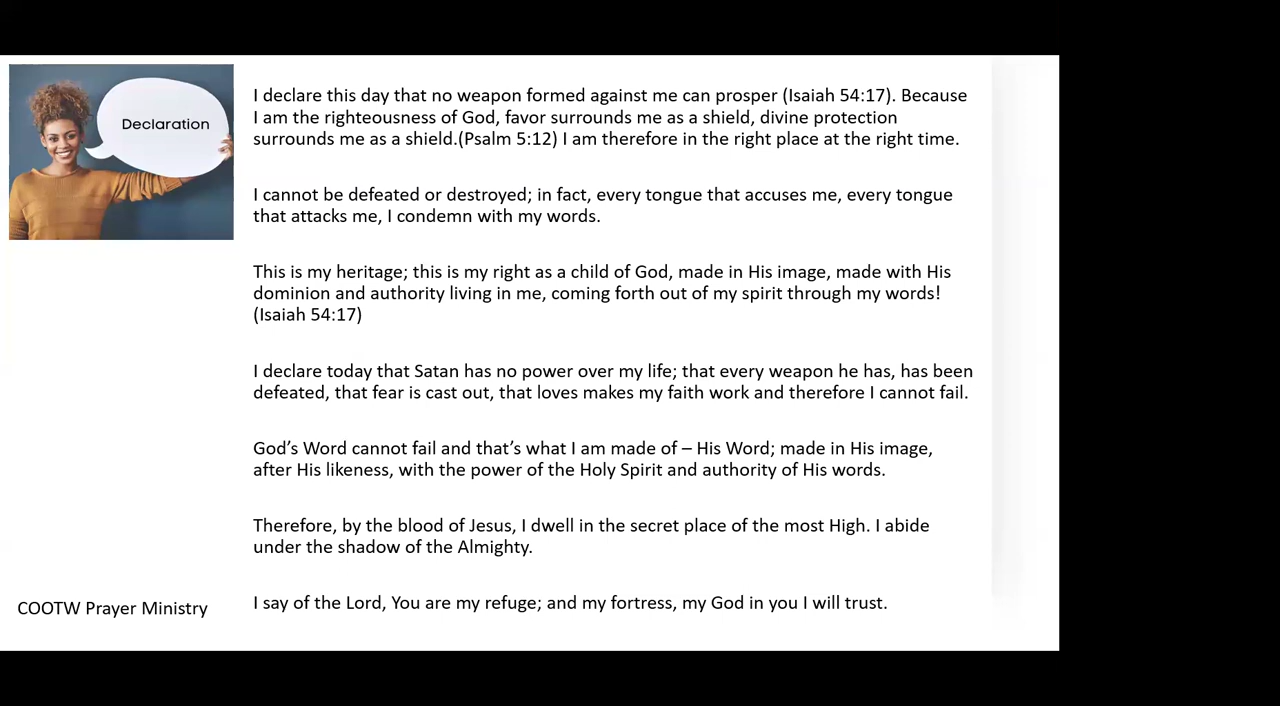 Declaration
I declare this day that no weapon formed against me can prosper (Isaiah 54:17). Because
I am the righteousness of God, favor surrounds me as a shield, divine protection
surrounds me as a shield.(Psalm 5:12) I am therefore in the right place at the right time.
I cannot be defeated or destroyed; in fact, every tongue that accuses me, every tongue
that attacks me, I condemn with my words.
This is my heritage; this is my right as a child of God, made in His image, made with His
dominion and authority living in me, coming forth out of my spirit through my words!
(Isaiah 54:17)
I declare today that Satan has no power over my life; that every weapon he has, has been
defeated, that fear is cast out, that loves makes my faith work and therefore I cannot fail.
God’s Word cannot fail and that’s what I am made of – His Word; made in His image,
after His likeness, with the power of the Holy Spirit and authority of His words.
Therefore, by the blood of Jesus, I dwell in the secret place of the most High. I abide
under the shadow of the Almighty.
I say of the Lord, You are my refuge; and my fortress, my God in you I will trust.
COOTW Prayer Ministry